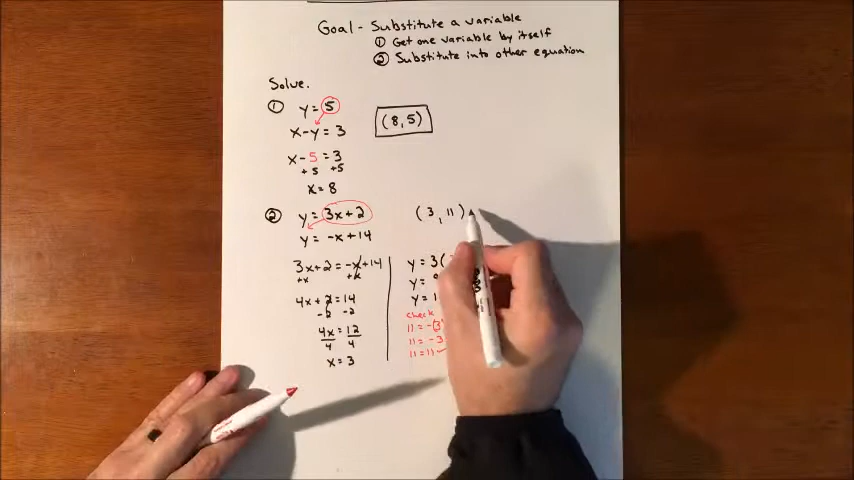 Goal - Substitute a variable
① Get one variable by itself
② Substitute into other equation
Solve.
① y = 5
x - y = 3
x - 5 = 3
+5 +5
x = 8
(8, 5)
② y = 3x + 2
y = -x + 14
3x + 2 = -x + 14
+x +x
4x + 2 = 14
-2 -2
4x = 12
4 4
x = 3
(3, 11)
y = 3(
y =
y = 1
check
11 = -(3
11 = -3
11 = 11 ✓